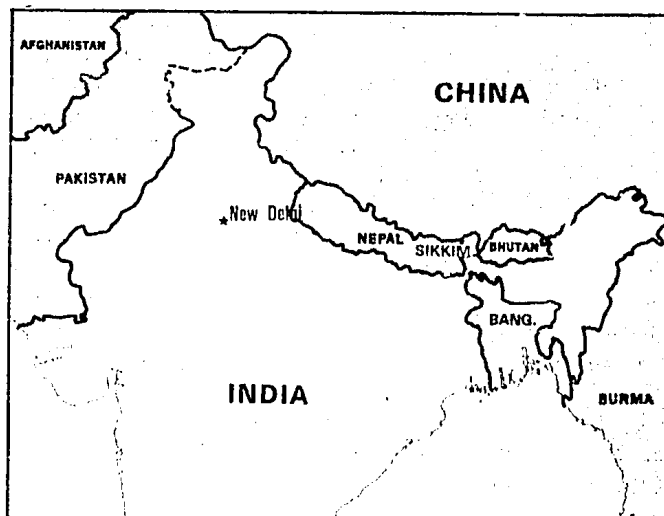 AFGHANISTAN
CHINA
PAKISTAN
★New Delhi
NEPAL
SIKKIM
BHUTAN
BANG.
INDIA
BURMA